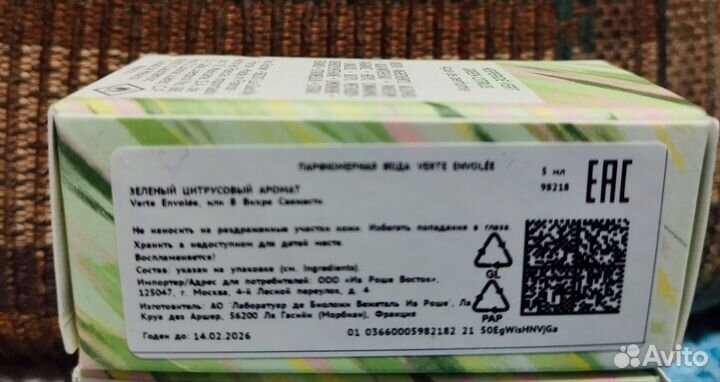 ПАРФЮМЕРНАЯ ВОДА VERTE ENVOLÉE
5 мл
98218
EAC
ЗЕЛЕНЫЙ ЦИТРУСОВЫЙ АРОМАТ
Verte Envolée, или В Вихре Свежести
Не наносить на раздраженные участки кожи. Избегать попадания в глаза.
Хранить в недоступном для детей месте.
Воспламеняется!
Состав: указан на упаковке (см. Ingredients).
Импортер/Адрес для потребителей: ООО «Ив Роше Восток»,
125047, г. Москва, 4-й Лесной переулок, д. 4
Изготовитель: АО "Лаборатуар де Биоложи Вежеталь Ив Роше", Ла
Круа дез Аршер, 56200 Ла Гасийи (Морбиан), Франция
Годен до: 14.02.2026
GL
PAP
01 03660005982182 21 50EgWisHNVjGa
Avito